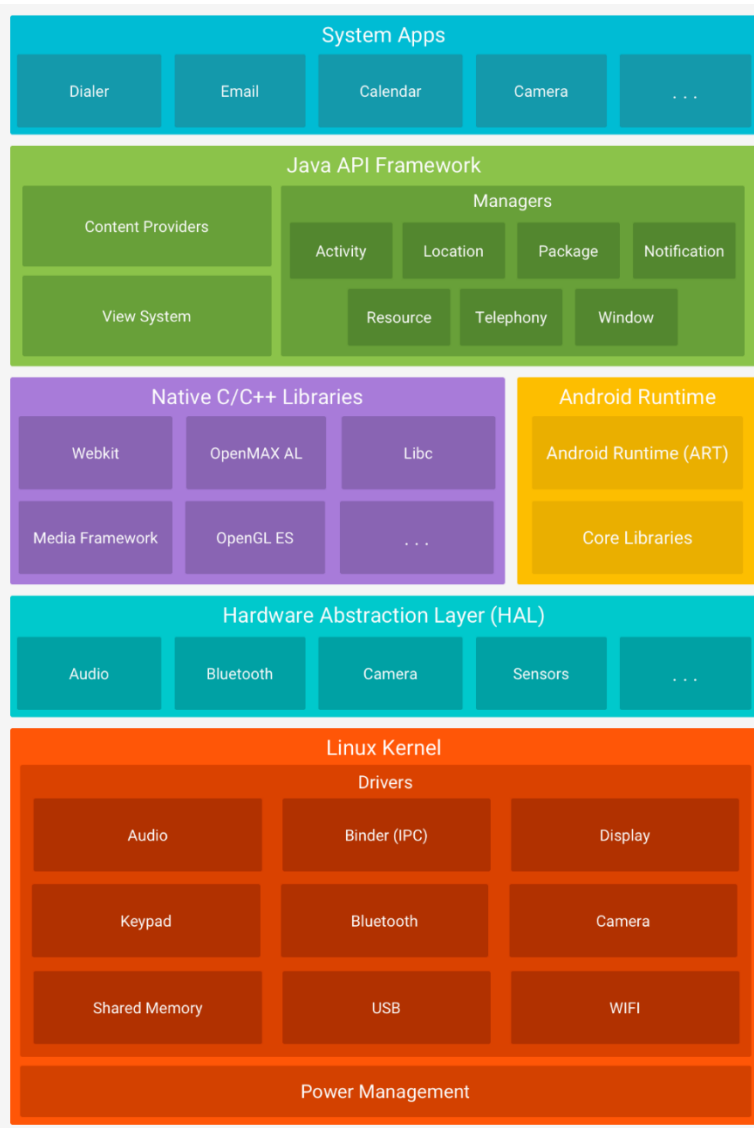 System Apps
Dialer
Email
Calendar
Camera
. . .
Java API Framework
Content Providers
View System
Managers
Activity
Location
Package
Notification
Resource
Telephony
Window
Native C/C++ Libraries
Webkit
OpenMAX AL
Libc
Media Framework
OpenGL ES
. . .
Android Runtime
Android Runtime (ART)
Core Libraries
Hardware Abstraction Layer (HAL)
Audio
Bluetooth
Camera
Sensors
. . .
Linux Kernel
Drivers
Audio
Binder (IPC)
Display
Keypad
Bluetooth
Camera
Shared Memory
USB
WIFI
Power Management